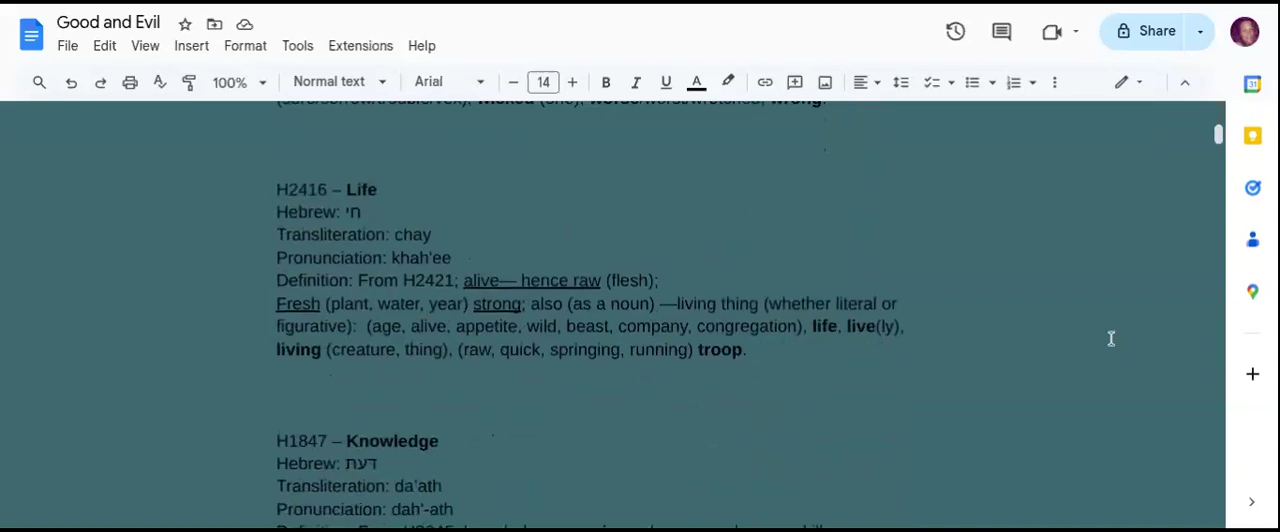 Good and Evil
File Edit View Insert Format Tools Extensions Help
Share
100% Normal text Arial 14 B I U A
H2416 – Life
Hebrew: חי
Transliteration: chay
Pronunciation: khah'ee
Definition: From H2421; alive— hence raw (flesh);
Fresh (plant, water, year) strong; also (as a noun) —living thing (whether literal or
figurative): (age, alive, appetite, wild, beast, company, congregation), life, live(ly),
living (creature, thing), (raw, quick, springing, running) troop.
H1847 – Knowledge
Hebrew: דעת
Transliteration: da'ath
Pronunciation: dah'-ath